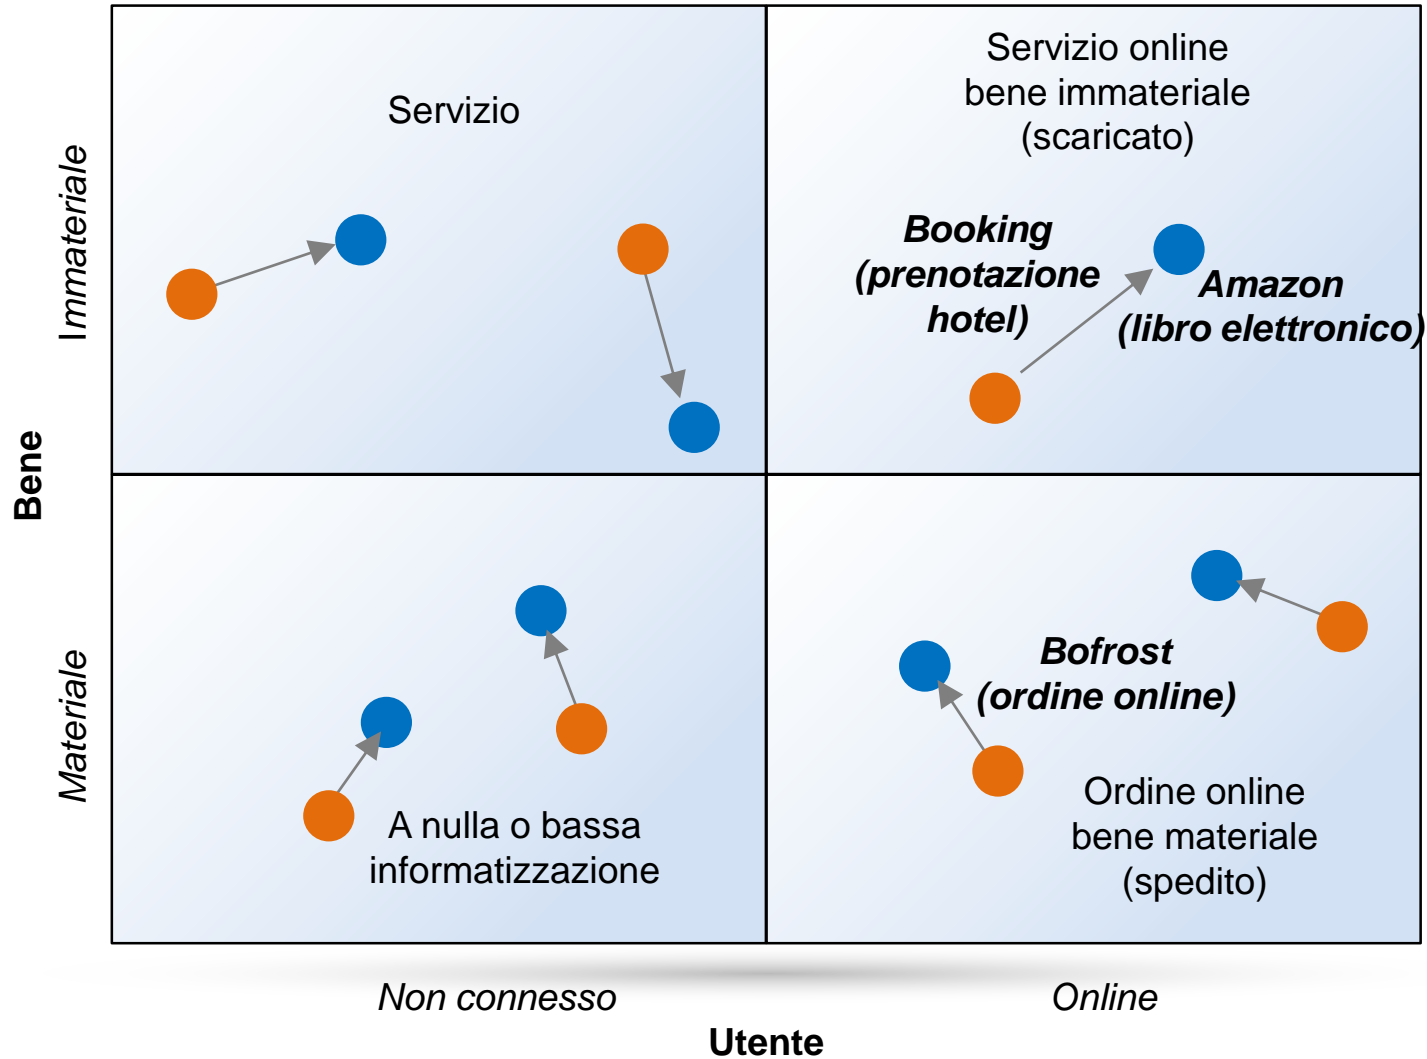 Servizio
Servizio online
bene immateriale
(scaricato)
Booking
(prenotazione
hotel)
Amazon
(libro elettronico)
Immateriale
Bene
Materiale
A nulla o bassa
informatizzazione
Bofrost
(ordine online)
Ordine online
bene materiale
(spedito)
Non connesso
Online
Utente